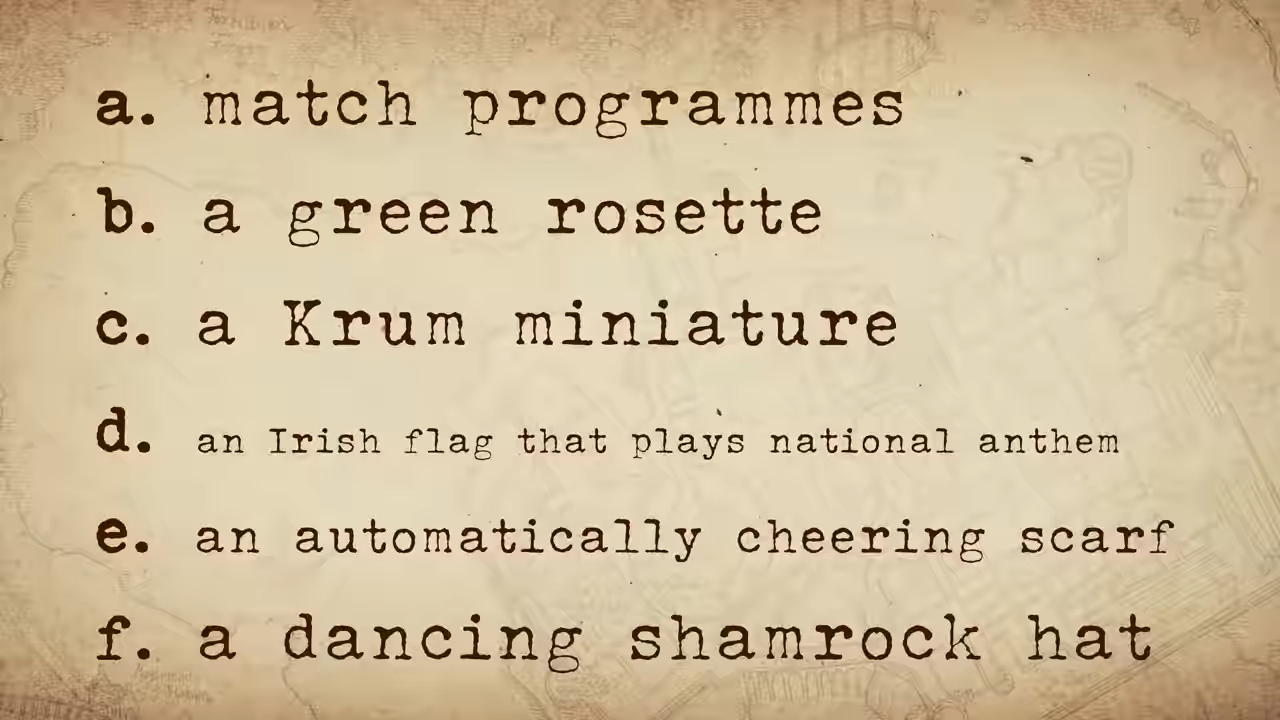 a. match programmes
b. a green rosette
c. a Krum miniature
d. an Irish flag that plays national anthem
e. an automatically cheering scarf
f. a dancing shamrock hat